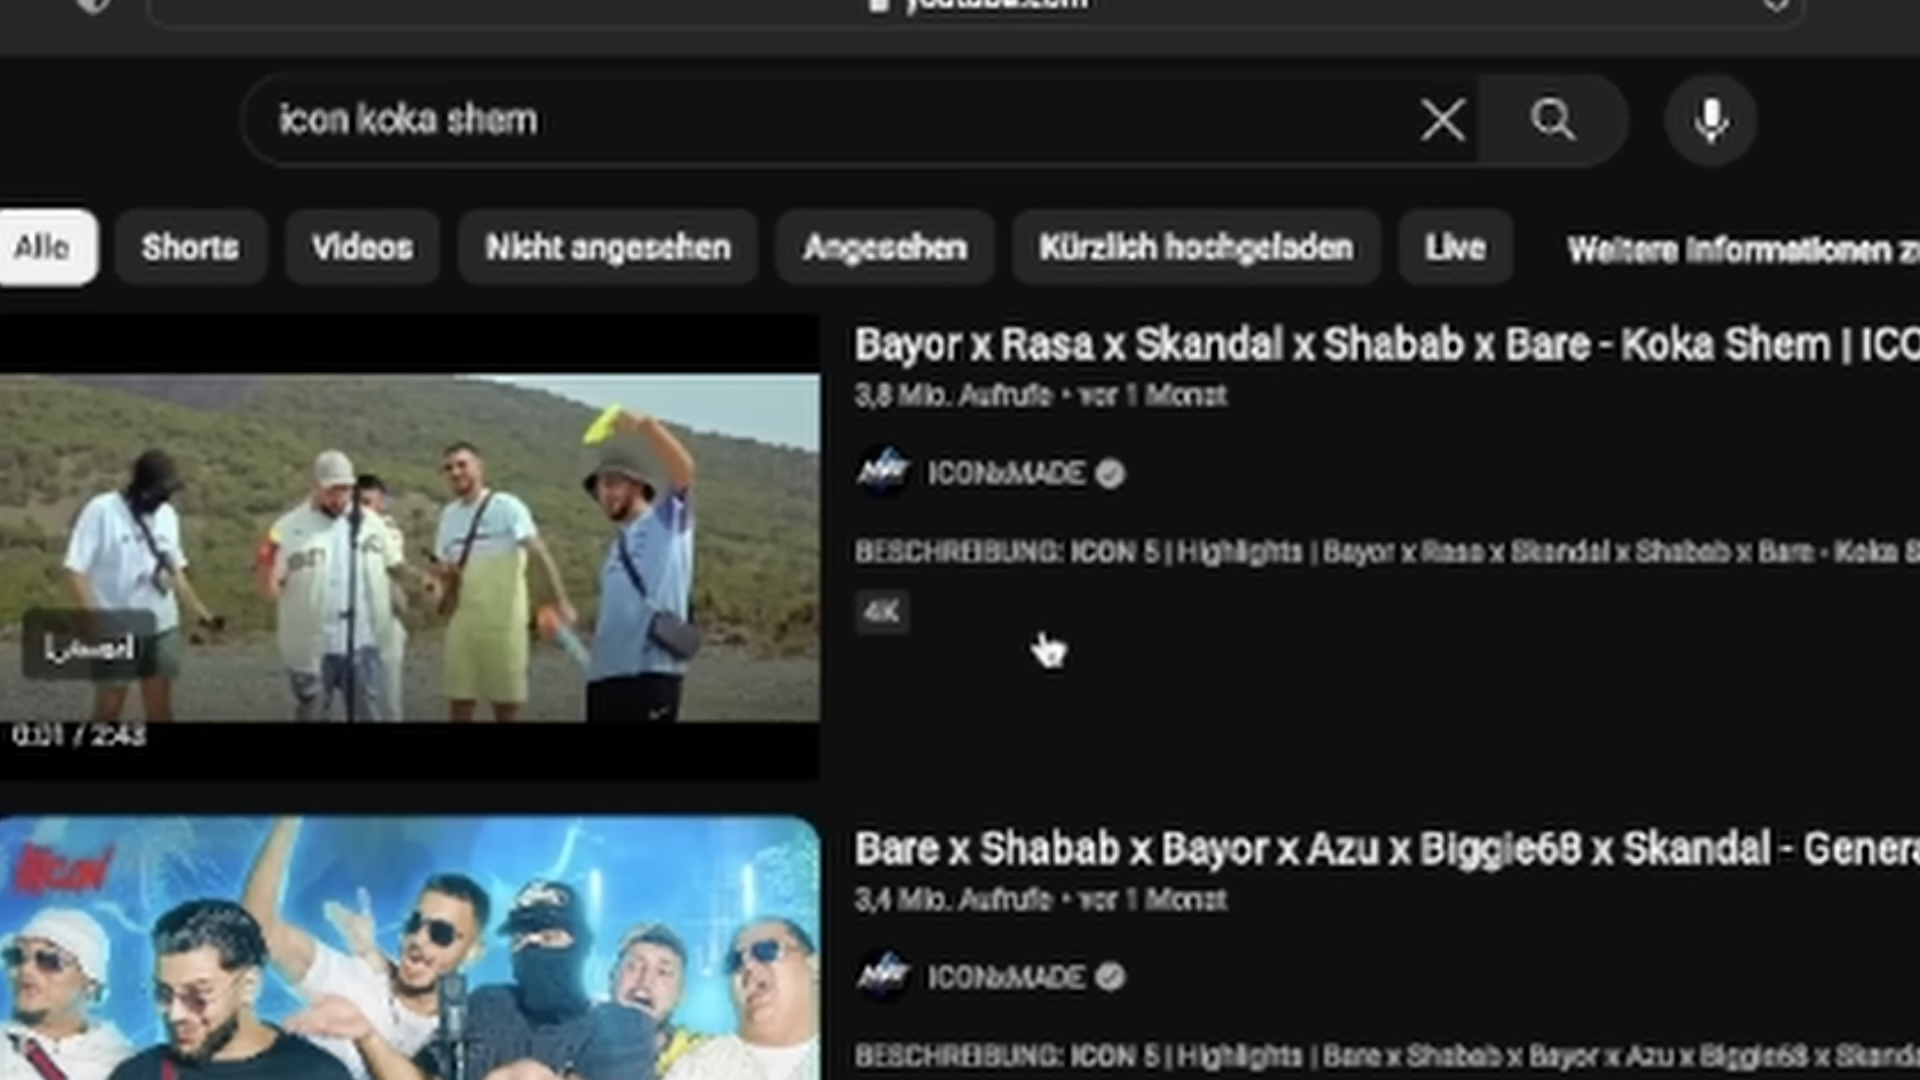 youtube.com
icon koka shem
Alle
Shorts
Videos
Nicht angesehen
Angesehen
Kürzlich hochgeladen
Live
Weitere Informationen
Bayor x Rasa x Skandal x Shabab x Bare - Koka Shem | ICO
3,8 Mio. Aufrufe • vor 1 Monat
ICONxMADE
BESCHREIBUNG: ICON 5 | Highlights | Bayor x Rasa x Skandal x Shabab x Bare - Koka S
4K
0:01 / 2:43
Bare x Shabab x Bayor x Azu x Biggie68 x Skandal - Genera
3,4 Mio. Aufrufe • vor 1 Monat
ICONxMADE
BESCHREIBUNG: ICON 5 | Highlights | Bare x Shabab x Bayor x Azu x Biggie68 x Skanda